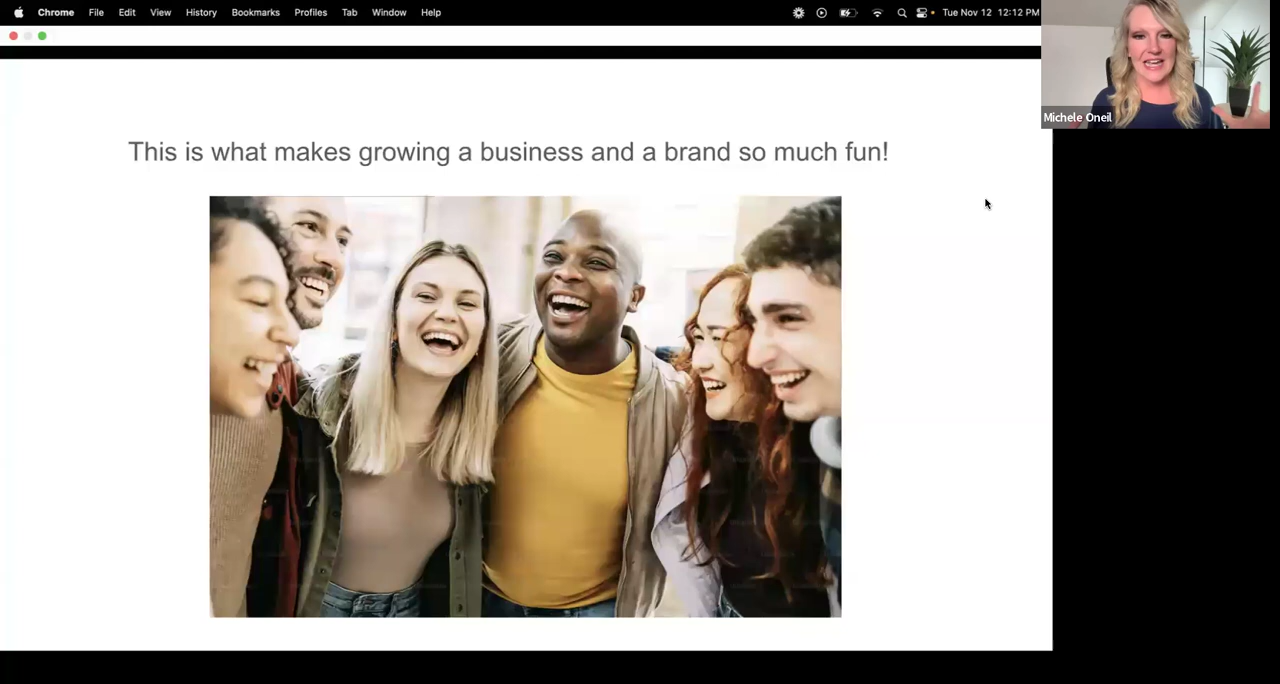 Chrome File Edit View History Bookmarks Profiles Tab Window Help Tue Nov 12 12:12 PM
Michele Oneil
This is what makes growing a business and a brand so much fun!